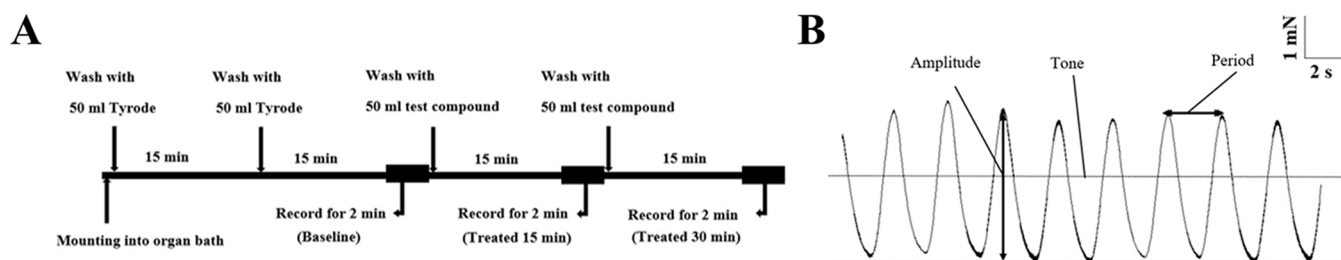 A
Wash with
50 ml Tyrode
Wash with
50 ml Tyrode
Wash with
50 ml test compound
Wash with
50 ml test compound
15 min
15 min
15 min
15 min
Mounting into organ bath
Record for 2 min
(Baseline)
Record for 2 min
(Treated 15 min)
Record for 2 min
(Treated 30 min)
B
Amplitude
Tone
Period
1 mN
2 s